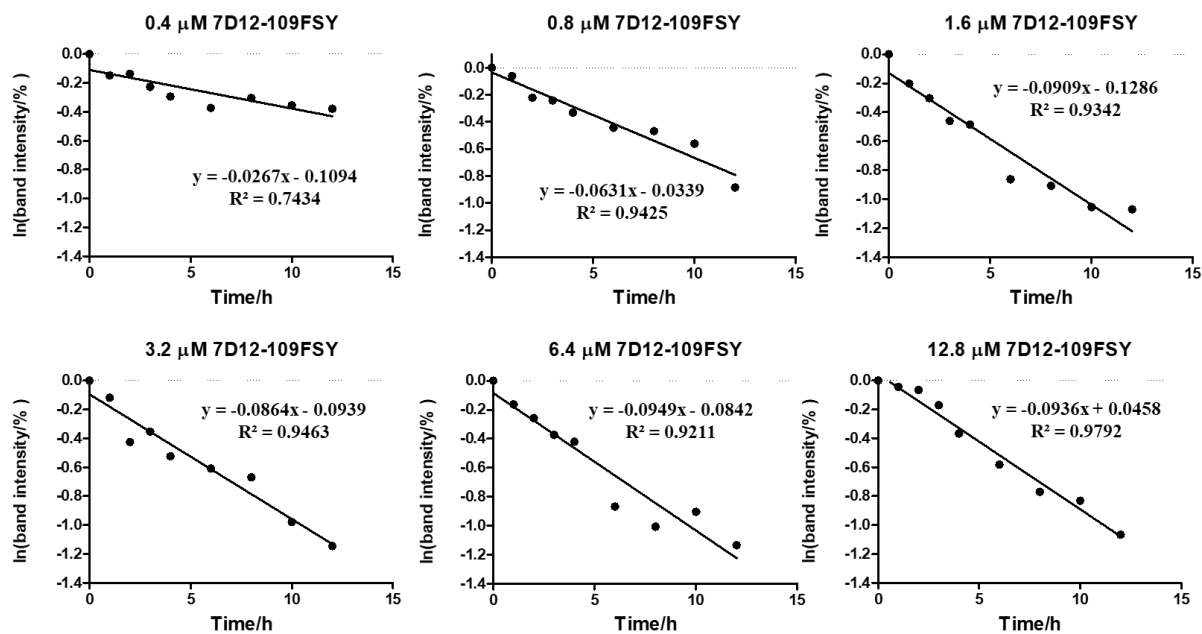 0.4 μM 7D12-109FSY
ln(band intensity/% )
0.0
-0.2
-0.4
-0.6
-0.8
-1.0
-1.2
-1.4
y = -0.0267x - 0.1094
R² = 0.7434
0 5 10 15
Time/h
0.8 μM 7D12-109FSY
ln(band intensity/% )
0.0
-0.2
-0.4
-0.6
-0.8
-1.0
-1.2
-1.4
y = -0.0631x - 0.0339
R² = 0.9425
0 5 10 15
Time/h
1.6 μM 7D12-109FSY
ln(band intensity/% )
0.0
-0.2
-0.4
-0.6
-0.8
-1.0
-1.2
-1.4
y = -0.0909x - 0.1286
R² = 0.9342
0 5 10 15
Time/h
3.2 μM 7D12-109FSY
ln(band intensity/%)
0.0
-0.2
-0.4
-0.6
-0.8
-1.0
-1.2
-1.4
y = -0.0864x - 0.0939
R² = 0.9463
0 5 10 15
Time/h
6.4 μM 7D12-109FSY
ln(band intensity/%)
0.0
-0.2
-0.4
-0.6
-0.8
-1.0
-1.2
-1.4
y = -0.0949x - 0.0842
R² = 0.9211
0 5 10 15
Time/h
12.8 μM 7D12-109FSY
ln(band intensity/%)
0.0
-0.2
-0.4
-0.6
-0.8
-1.0
-1.2
-1.4
y = -0.0936x + 0.0458
R² = 0.9792
0 5 10 15
Time/h